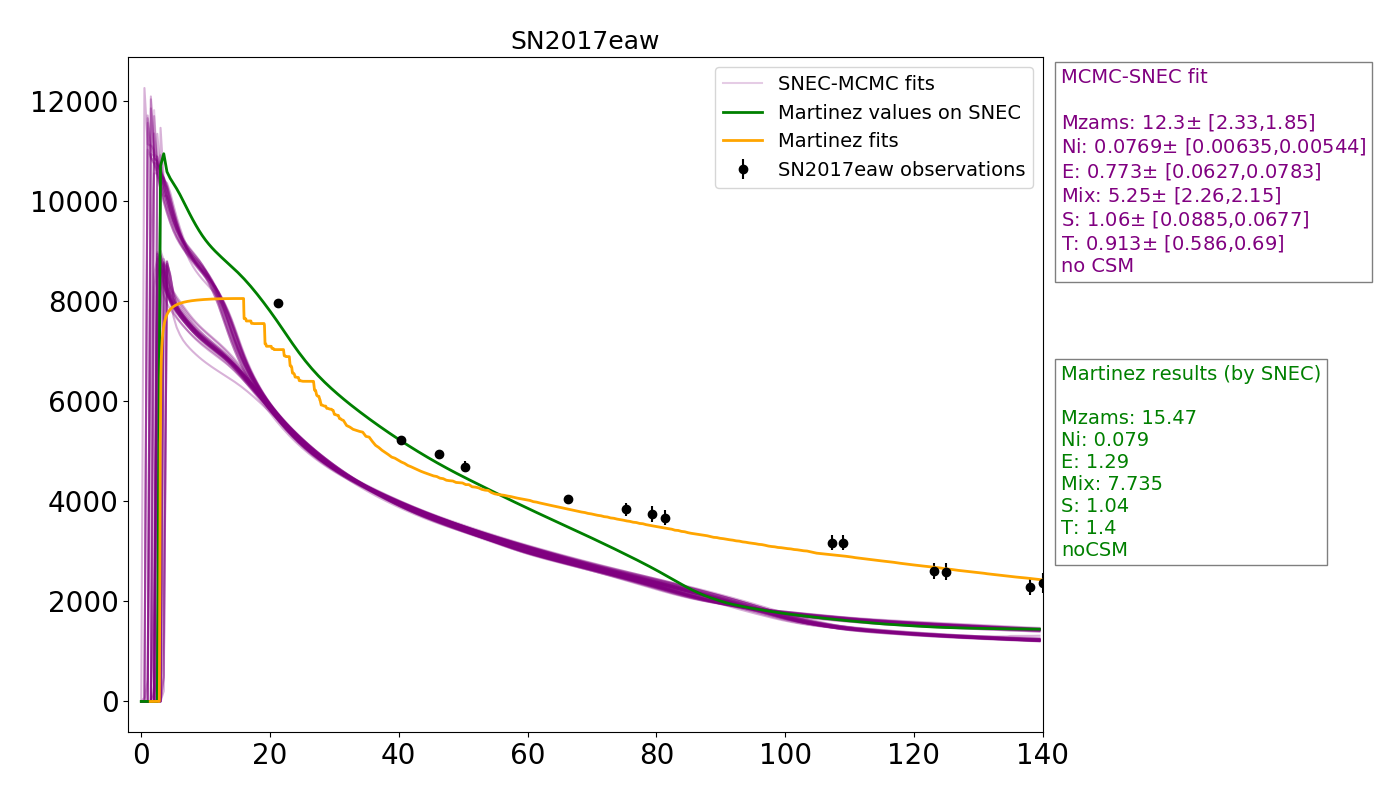 SN2017eaw
12000
10000
8000
6000
4000
2000
0
0 20 40 60 80 100 120 140
SNEC-MCMC fits
Martinez values on SNEC
Martinez fits
SN2017eaw observations
MCMC-SNEC fit
Mzams: 12.3± [2.33,1.85]
Ni: 0.0769± [0.00635,0.00544]
E: 0.773± [0.0627,0.0783]
Mix: 5.25± [2.26,2.15]
S: 1.06± [0.0885,0.0677]
T: 0.913± [0.586,0.69]
no CSM
Martinez results (by SNEC)
Mzams: 15.47
Ni: 0.079
E: 1.29
Mix: 7.735
S: 1.04
T: 1.4
noCSM